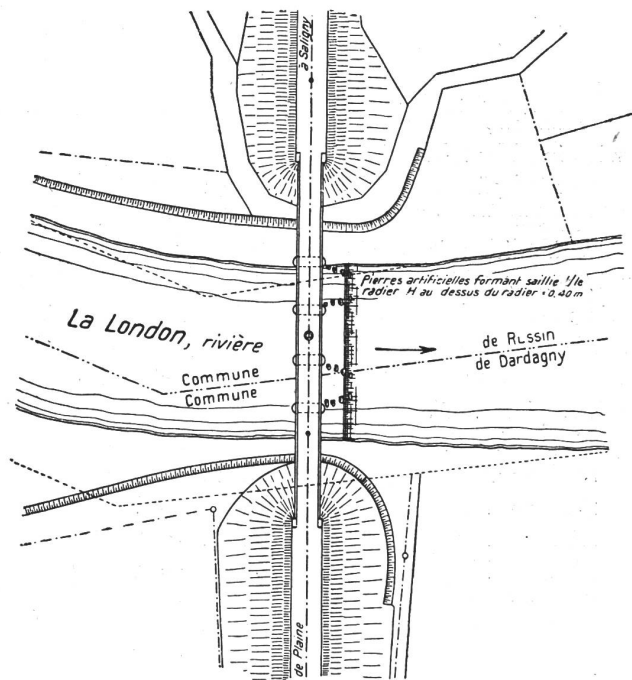 à Saligny
Pierres artificielles formant saillie s/le
radier H au dessus du radier = 0,40 m
La London, rivière
Commune
Commune
de Russin
de Dardagny
de Plaine